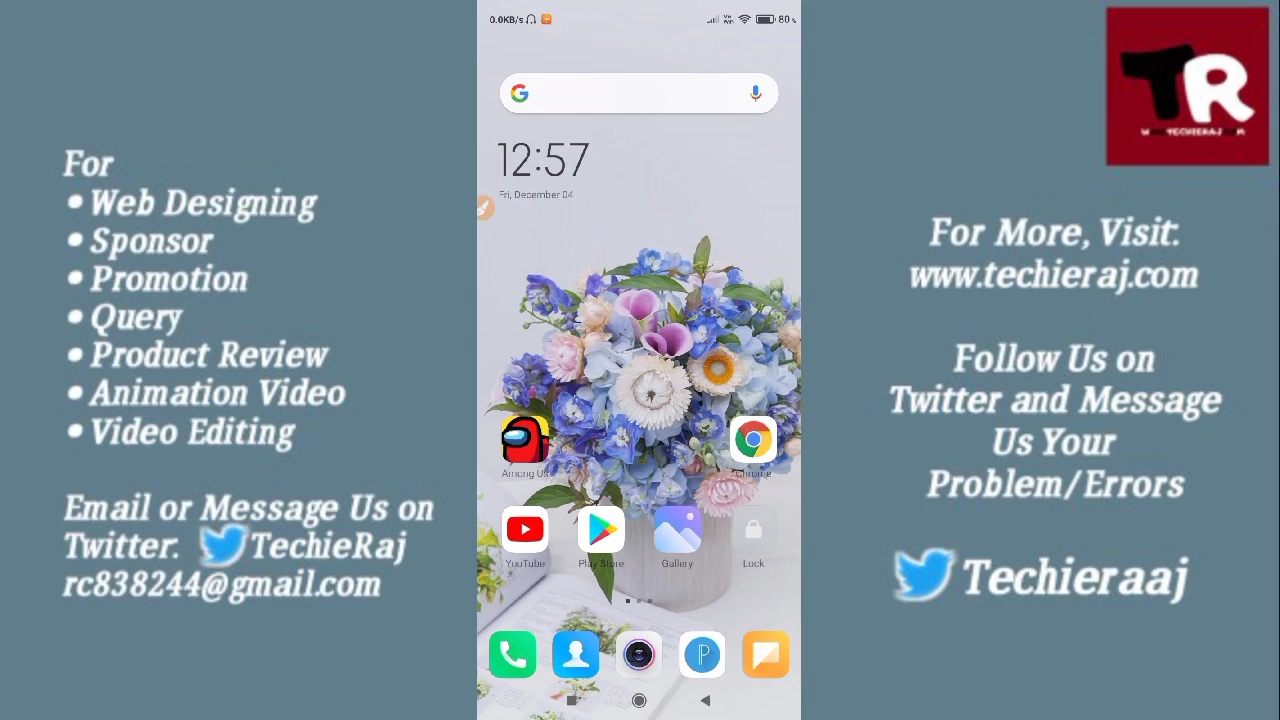 0.0KB/s
80
TR
For
• Web Designing
• Sponsor
• Promotion
• Query
• Product Review
• Animation Video
• Video Editing
Email or Message Us on
Twitter. TechieRaj
rc838244@gmail.com
12:57
Fri, December 04
Among Us
Chrome
YouTube
Play Store
Gallery
Lock
For More, Visit:
www.techieraj.com
Follow Us on
Twitter and Message
Us Your
Problem/Errors
Techieraaj